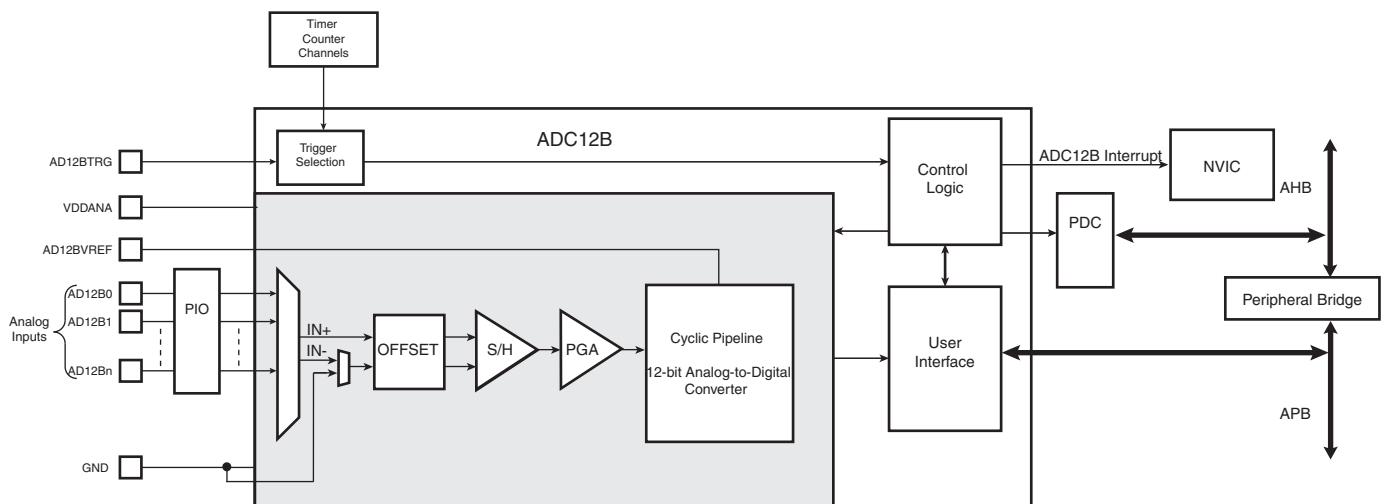 Timer
Counter
Channels
AD12BTRG
Trigger
Selection
ADC12B
Control
Logic
ADC12B Interrupt
NVIC
AHB
VDDANA
PDC
AD12BVREF
Analog
Inputs
AD12B0
AD12B1
AD12Bn
PIO
IN+
IN-
OFFSET
S/H
PGA
Cyclic Pipeline
12-bit Analog-to-Digital
Converter
User
Interface
Peripheral Bridge
APB
GND